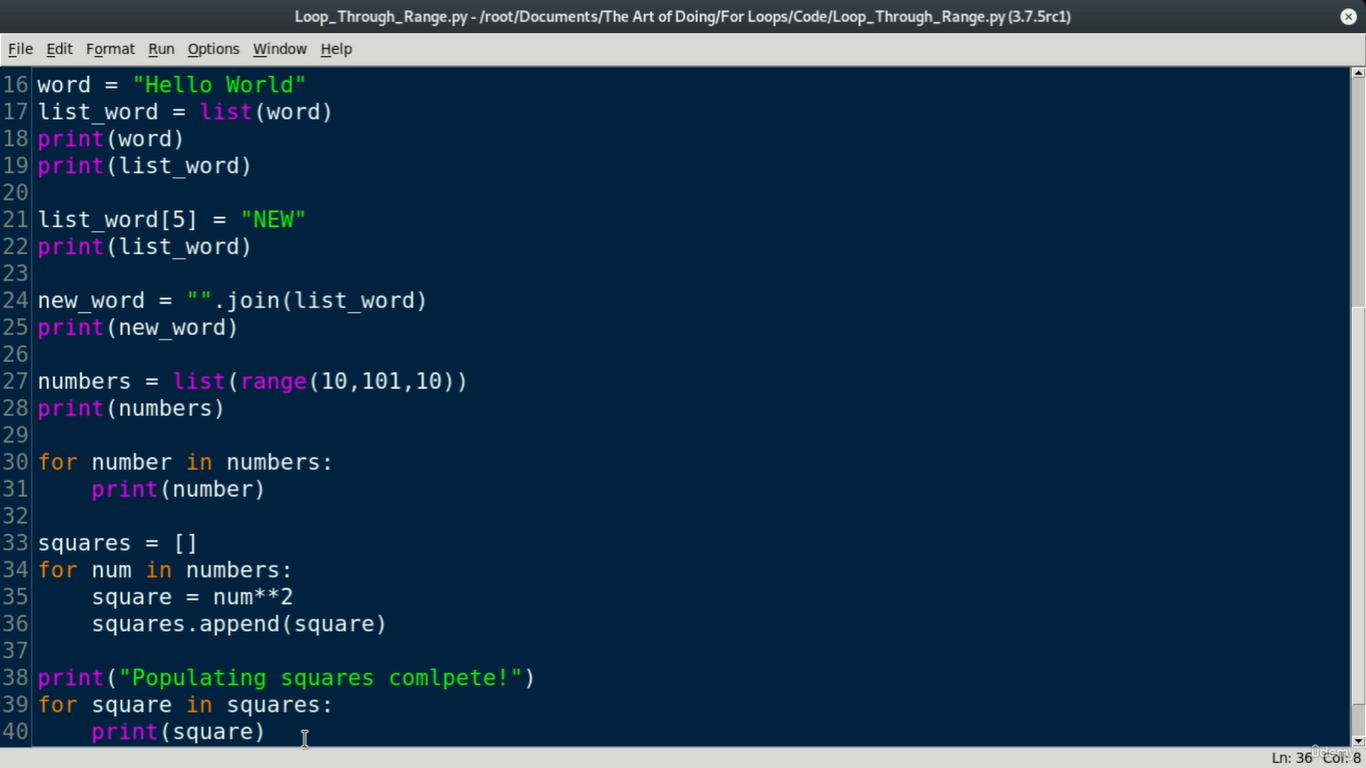 Loop_Through_Range.py - /root/Documents/The Art of Doing/For Loops/Code/Loop_Through_Range.py (3.7.5rc1)
File Edit Format Run Options Window Help
16 word = "Hello World"
17 list_word = list(word)
18 print(word)
19 print(list_word)
20
21 list_word[5] = "NEW"
22 print(list_word)
23
24 new_word = "".join(list_word)
25 print(new_word)
26
27 numbers = list(range(10,101,10))
28 print(numbers)
29
30 for number in numbers:
31     print(number)
32
33 squares = []
34 for num in numbers:
35     square = num**2
36     squares.append(square)
37
38 print("Populating squares comlpete!")
39 for square in squares:
40     print(square)
Udemy
Ln: 36 Col: 8